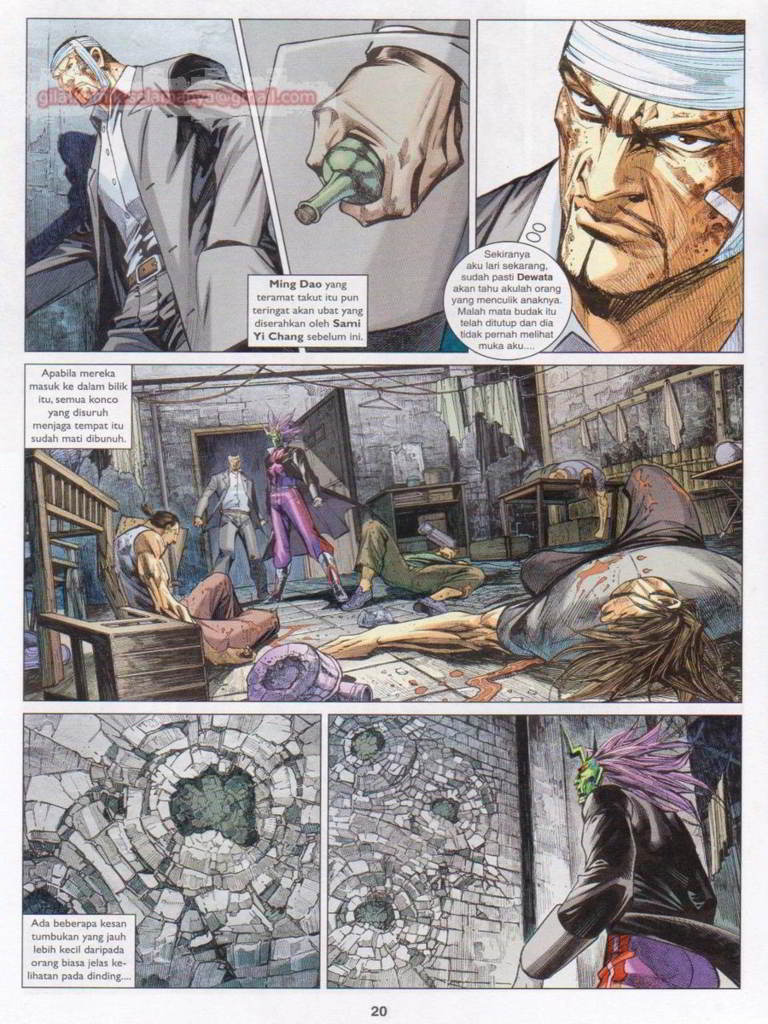 Ming Dao yang
teramat takut itu pun
teringat akan ubat yang
diserahkan oleh Sami
Yi Chang sebelum ini.
Sekiranya
aku lari sekarang,
sudah pasti Dewata
akan tahu akulah orang
yang menculik anaknya.
Malah mata budak itu
telah ditutup dan dia
tidak pernah melihat
muka aku....
Apabila mereka
masuk ke dalam bilik
itu, semua konco
yang disuruh
menjaga tempat itu
sudah mati dibunuh.
Ada beberapa kesan
tumbukan yang jauh
lebih kecil daripada
orang biasa jelas ke-
lihatan pada dinding....
20